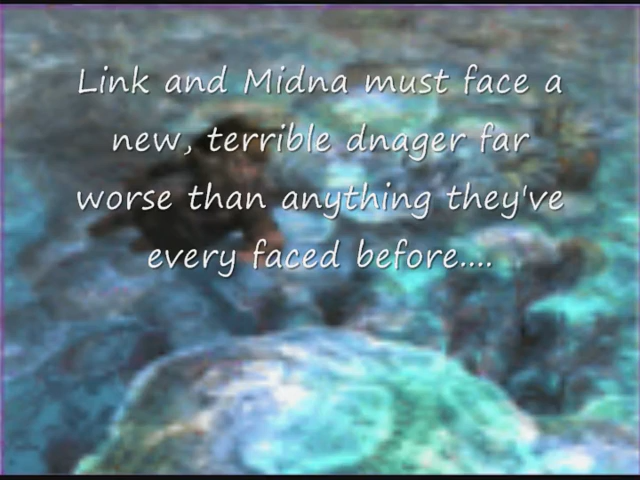 Link and Midna must face a
new, terrible dnager far
worse than anything they've
every faced before....